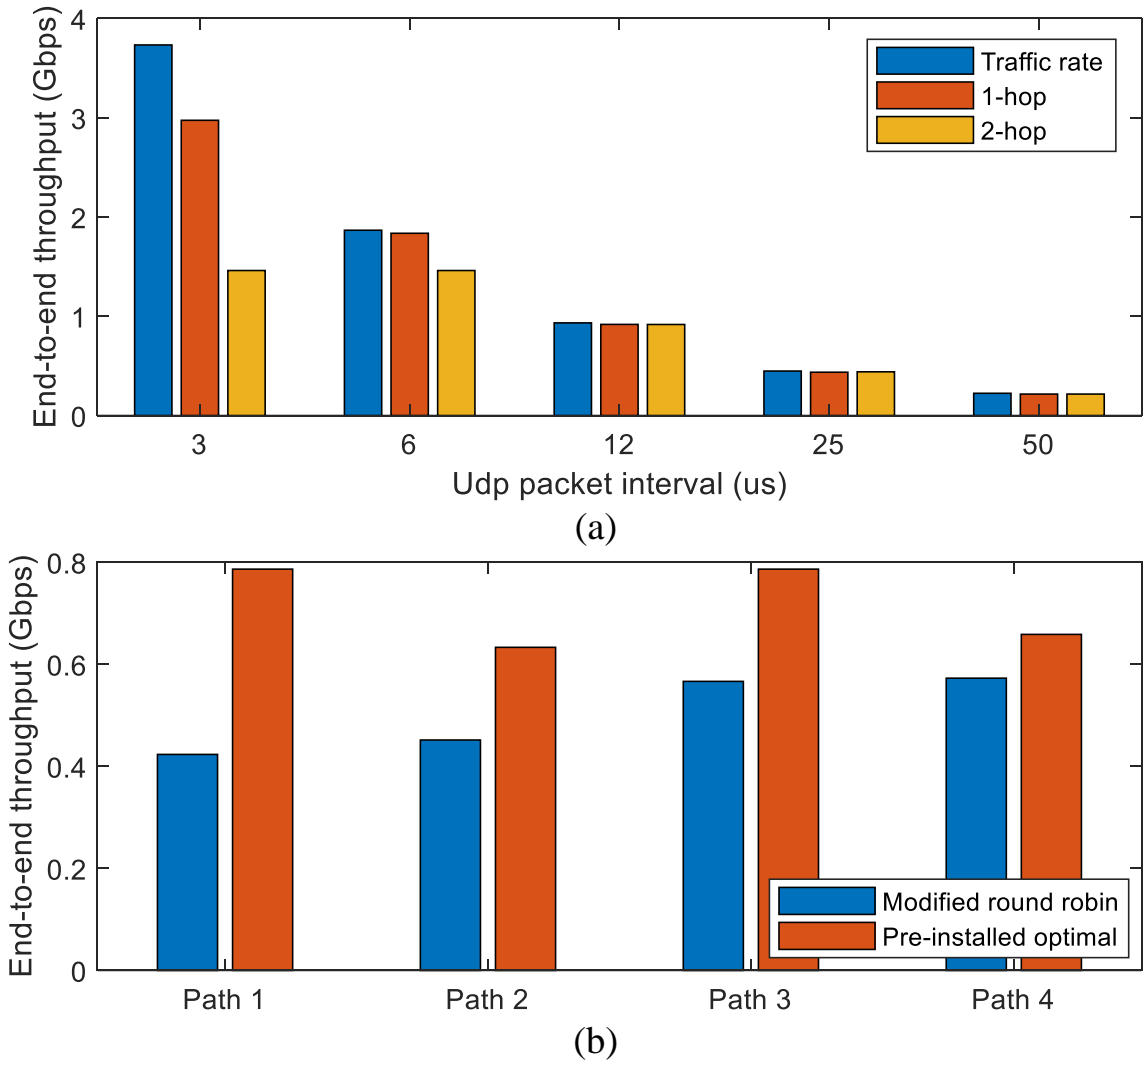 End-to-end throughput (Gbps)
4
3
2
1
0
Traffic rate
1-hop
2-hop
3 6 12 25 50
Udp packet interval (us)
(a)
End-to-end throughput (Gbps)
0.8
0.6
0.4
0.2
0
Modified round robin
Pre-installed optimal
Path 1 Path 2 Path 3 Path 4
(b)